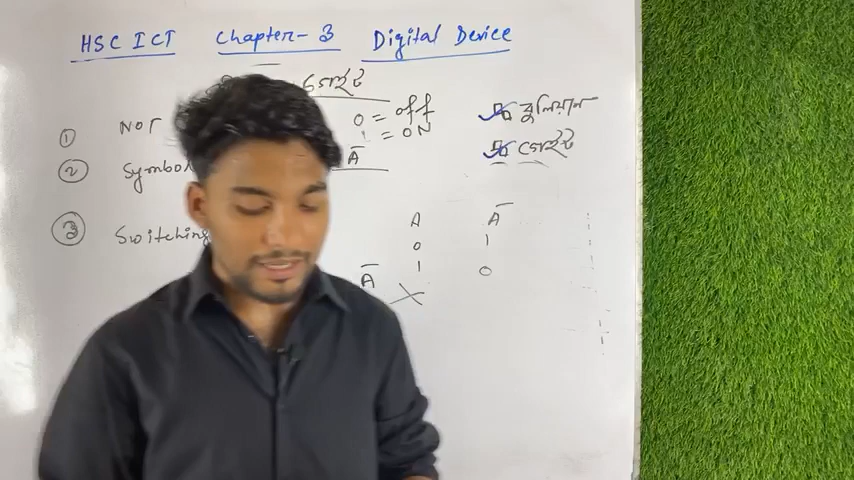 HSC ICT Chapter-3 Digital Device
গেইট
① NOT 0 = off
1 = ON
বুলিয়ান
② Symbol Ā
গেইট
③ Switching
A Ā
0 1
1 0
Ā